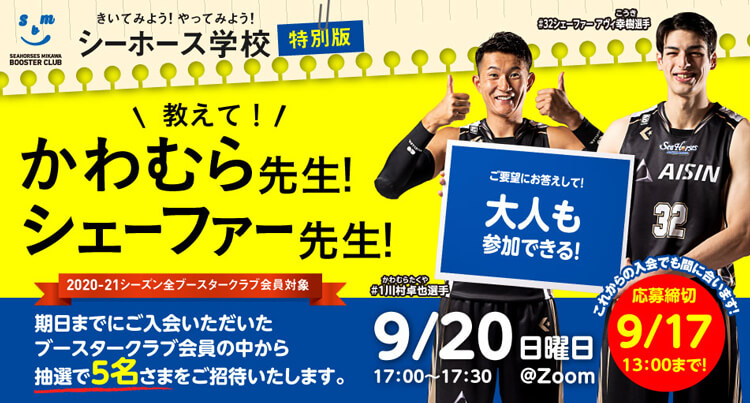 SEAHORSES MIKAWA
BOOSTER CLUB
きいてみよう!やってみよう!
シーホース学校 特別版
教えて!
かわむら先生!
シェーファー先生!
2020-21シーズン全ブースタークラブ会員対象
期日までにご入会いただいた
ブースタークラブ会員の中から
抽選で5名さまをご招待いたします。
こうき
#32シェーファー アヴィ幸樹選手
SeaHorses
AISIN
32
ご要望にお答えして!
大人も
参加できる!
かわむらたくや
#1川村卓也選手
9/20 日曜日
17:00〜17:30 @Zoom
これからの入会でも間に合います!
応募締切
9/17
13:00まで!